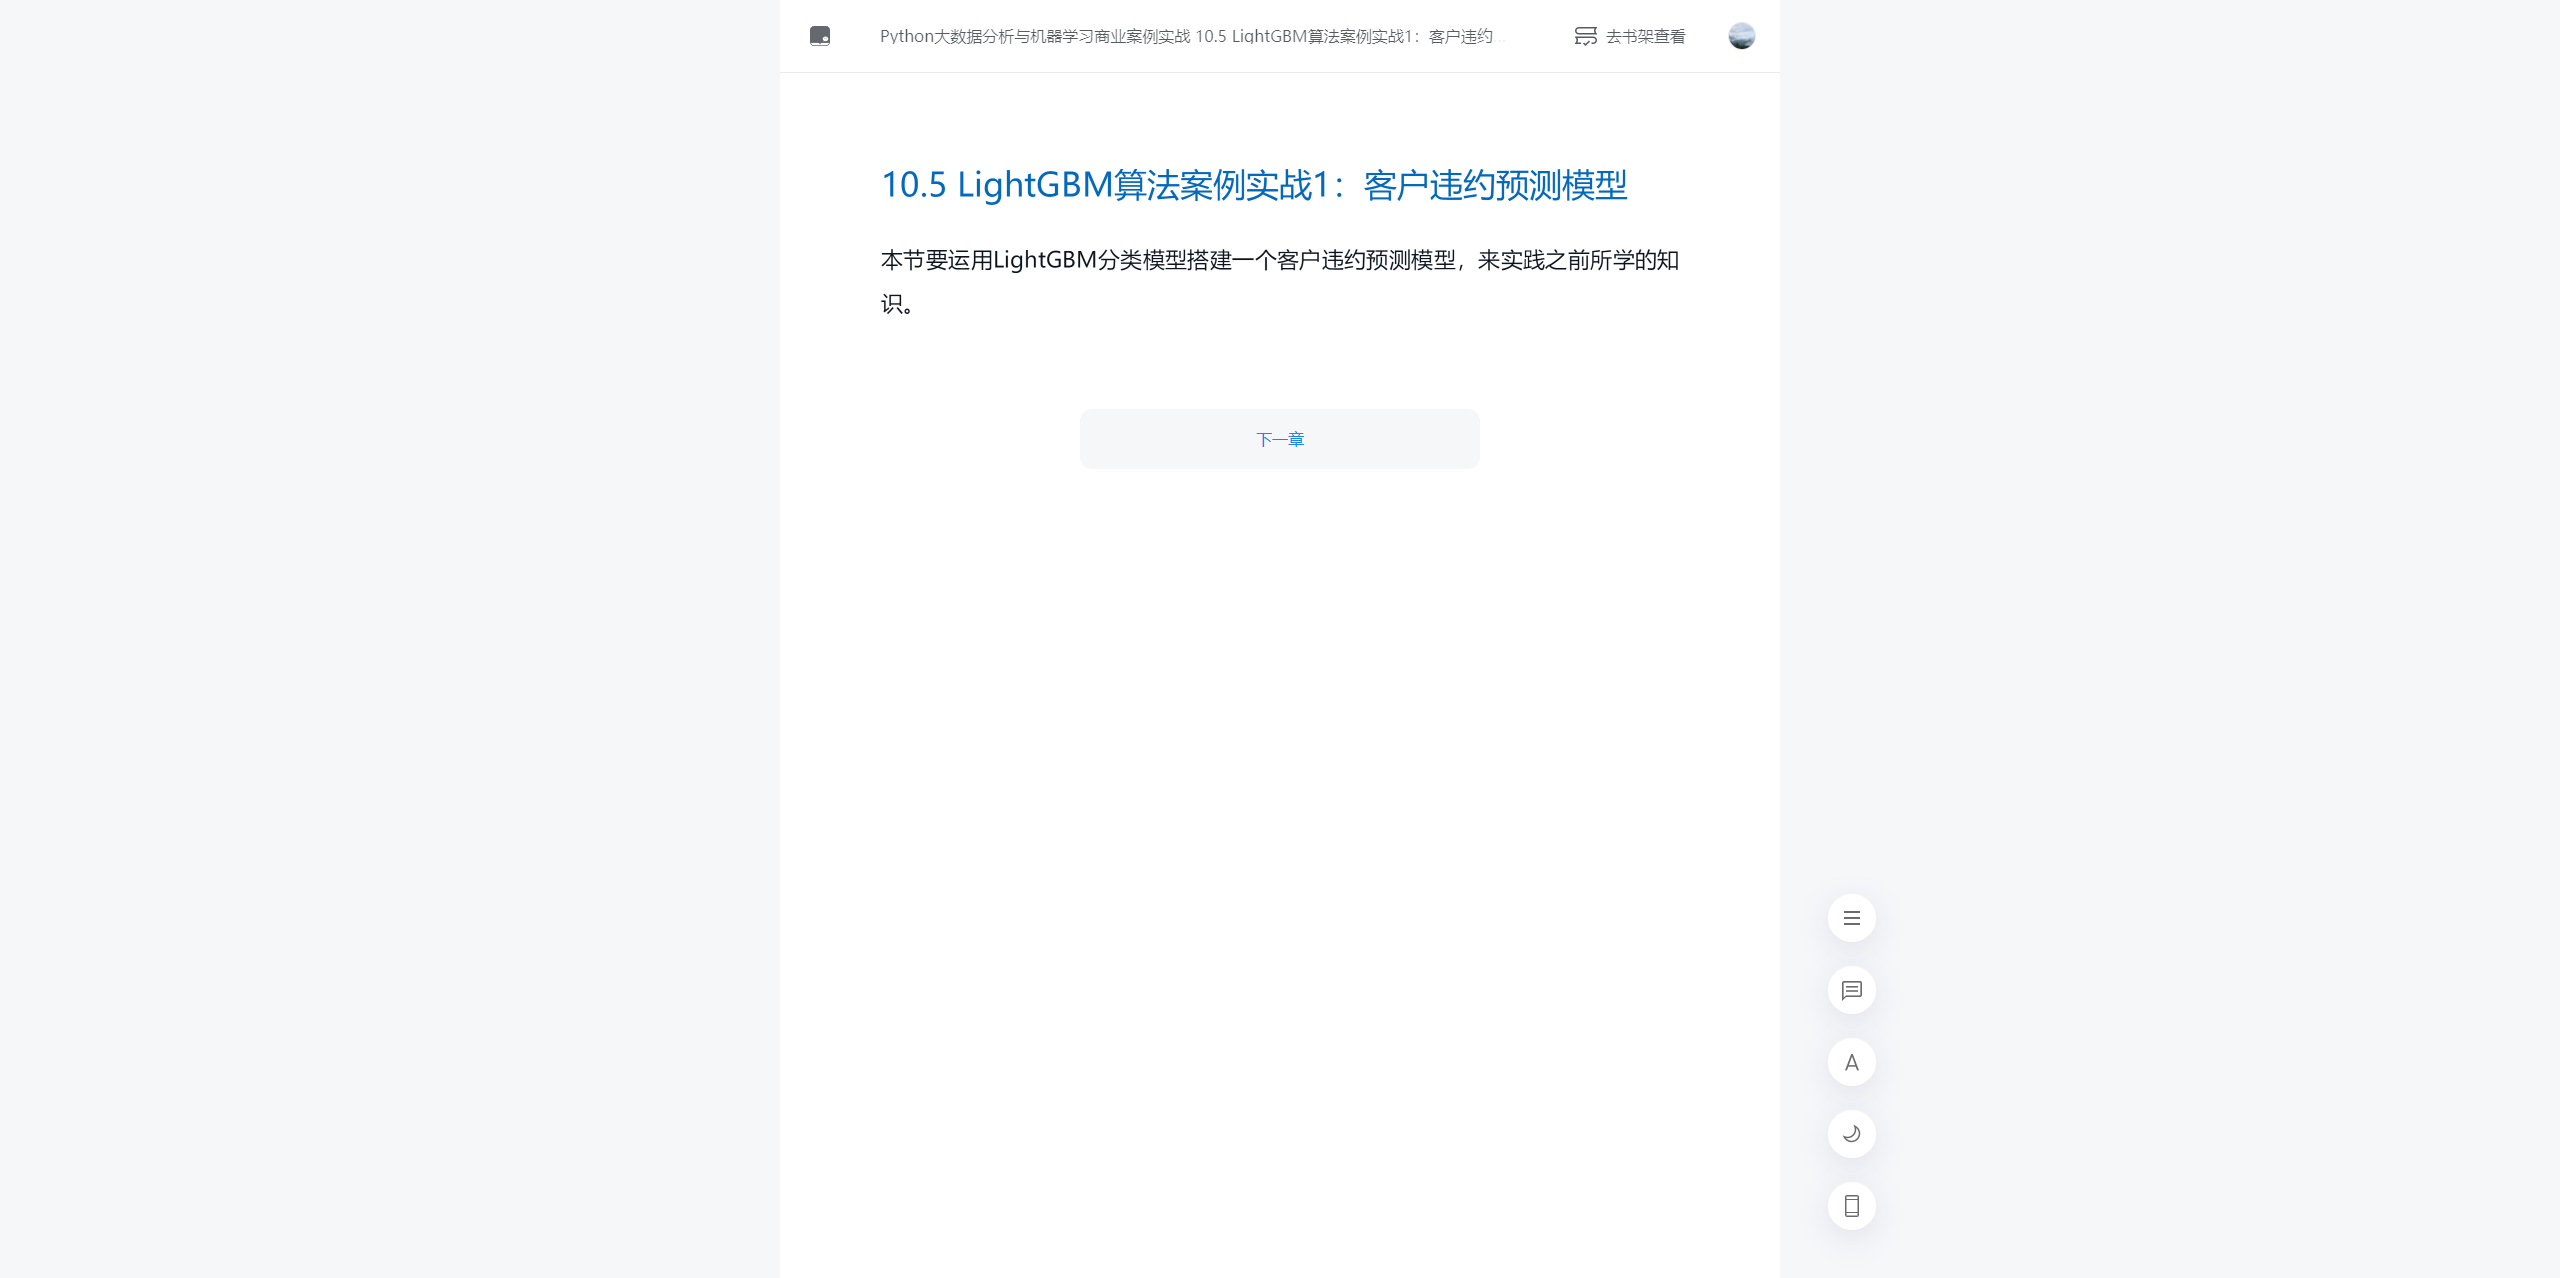 Python大数据分析与机器学习商业案例实战 10.5 LightGBM算法案例实战1：客户违约...
去书架查看
10.5 LightGBM算法案例实战1：客户违约预测模型
本节要运用LightGBM分类模型搭建一个客户违约预测模型，来实践之前所学的知
识。
下一章
A